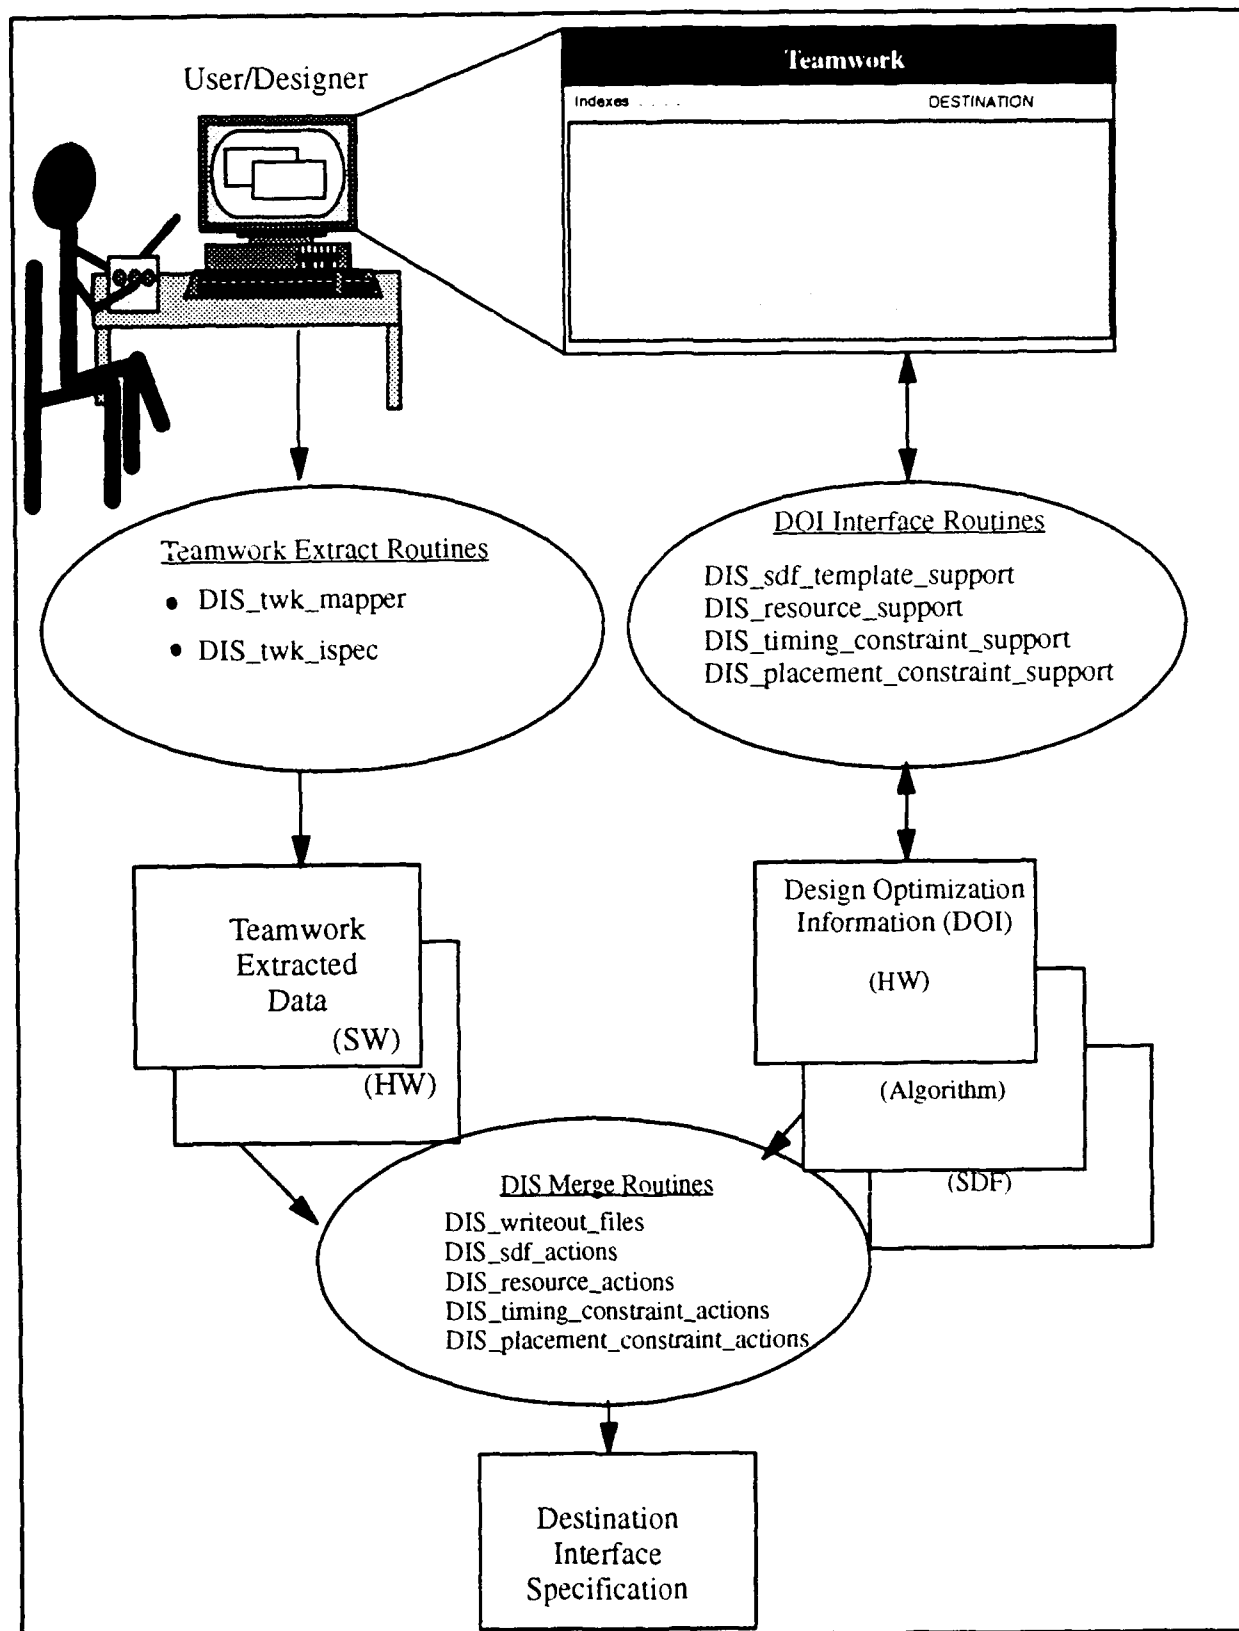 User/Designer
Teamwork
Indexes . . . .
DESTINATION
Teamwork Extract Routines
• DIS_twk_mapper
• DIS_twk_ispec
DOI Interface Routines
DIS_sdf_template_support
DIS_resource_support
DIS_timing_constraint_support
DIS_placement_constraint_support
Teamwork
Extracted
Data
(SW)
(HW)
Design Optimization
Information (DOI)
(HW)
(Algorithm)
(SDF)
DIS Merge Routines
DIS_writeout_files
DIS_sdf_actions
DIS_resource_actions
DIS_timing_constraint_actions
DIS_placement_constraint_actions
Destination
Interface
Specification